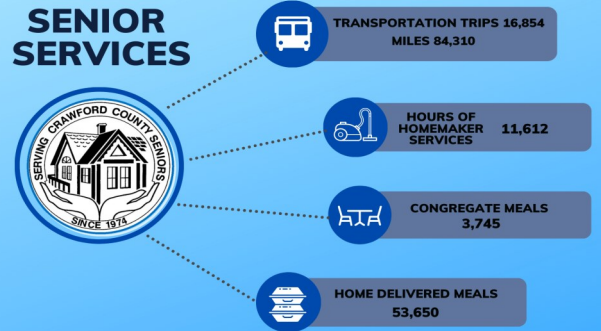 SENIOR
SERVICES
TRANSPORTATION TRIPS 16,854
MILES 84,310
SERVING CRAWFORD COUNTY SENIORS
SINCE 1974
HOURS OF
HOMEMAKER 11,612
SERVICES
CONGREGATE MEALS
3,745
HOME DELIVERED MEALS
53,650